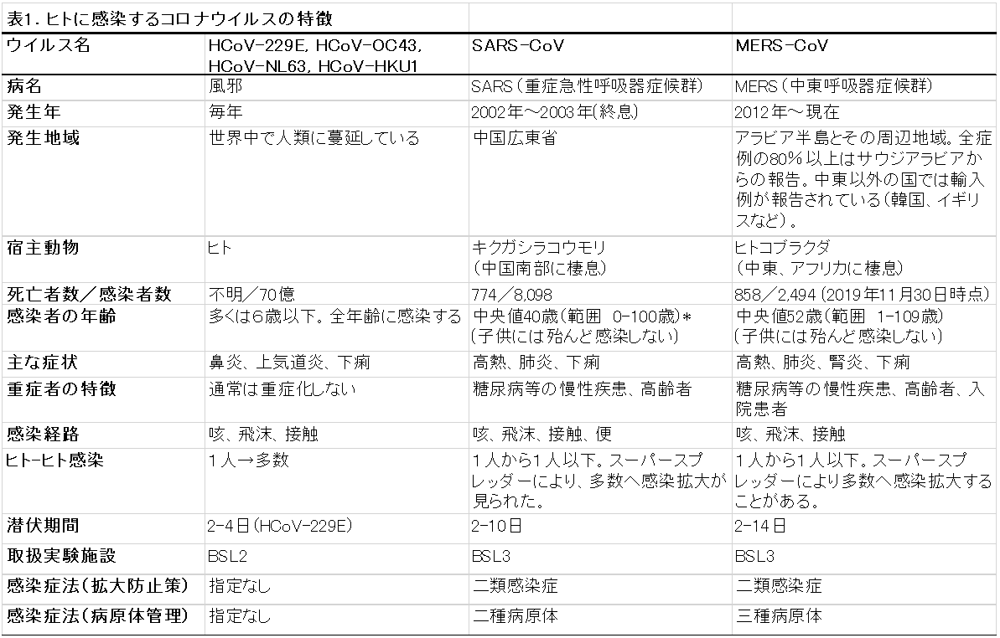 表1. ヒトに感染するコロナウイルスの特徴
ウイルス名
HCoV-229E, HCoV-OC43,
HCoV-NL63, HCoV-HKU1
SARS-CoV
MERS-CoV
病名
風邪
SARS（重症急性呼吸器症候群）
MERS（中東呼吸器症候群）
発生年
毎年
2002年～2003年(終息)
2012年～現在
発生地域
世界中で人類に蔓延している
中国広東省
アラビア半島とその周辺地域。全症
例の80％以上はサウジアラビアか
らの報告。中東以外の国では輸入
例が報告されている（韓国、イギリ
スなど）。
宿主動物
ヒト
キクガシラコウモリ
（中国南部に棲息）
ヒトコブラクダ
（中東、アフリカに棲息）
死亡者数／感染者数
不明／70億
774／8,098
858／2,494 (2019年11月30日時点)
感染者の年齢
多くは６歳以下。全年齢に感染する
中央値40歳（範囲　0-100歳）*
(子供には殆んど感染しない)
中央値52歳（範囲　1-109歳）
(子供には殆んど感染しない)
主な症状
鼻炎、上気道炎、下痢
高熱、肺炎、下痢
高熱、肺炎、腎炎、下痢
重症者の特徴
通常は重症化しない
糖尿病等の慢性疾患、高齢者
糖尿病等の慢性疾患、高齢者、入
院患者
感染経路
咳、飛沫、接触
咳、飛沫、接触、便
咳、飛沫、接触
ヒト-ヒト感染
１人→多数
１人から１人以下。スーパースプ
レッダーにより、多数へ感染拡大が
見られた。
１人から１人以下。スーパースプ
レッダーにより多数へ感染拡大する
ことがある。
潜伏期間
2-4日（HCoV-229E）
2-10日
2-14日
取扱実験施設
BSL2
BSL3
BSL3
感染症法（拡大防止策）
指定なし
二類感染症
二類感染症
感染症法（病原体管理）
指定なし
二種病原体
三種病原体